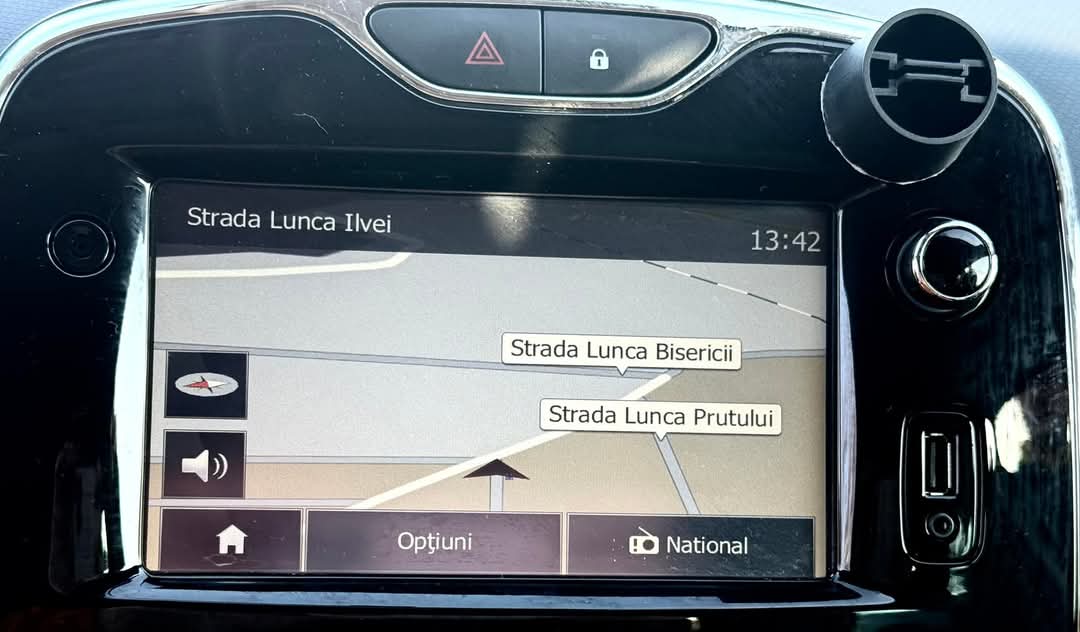 Strada Lunca Ilvei
13:42
Strada Lunca Bisericii
Strada Lunca Prutului
Opţiuni
National